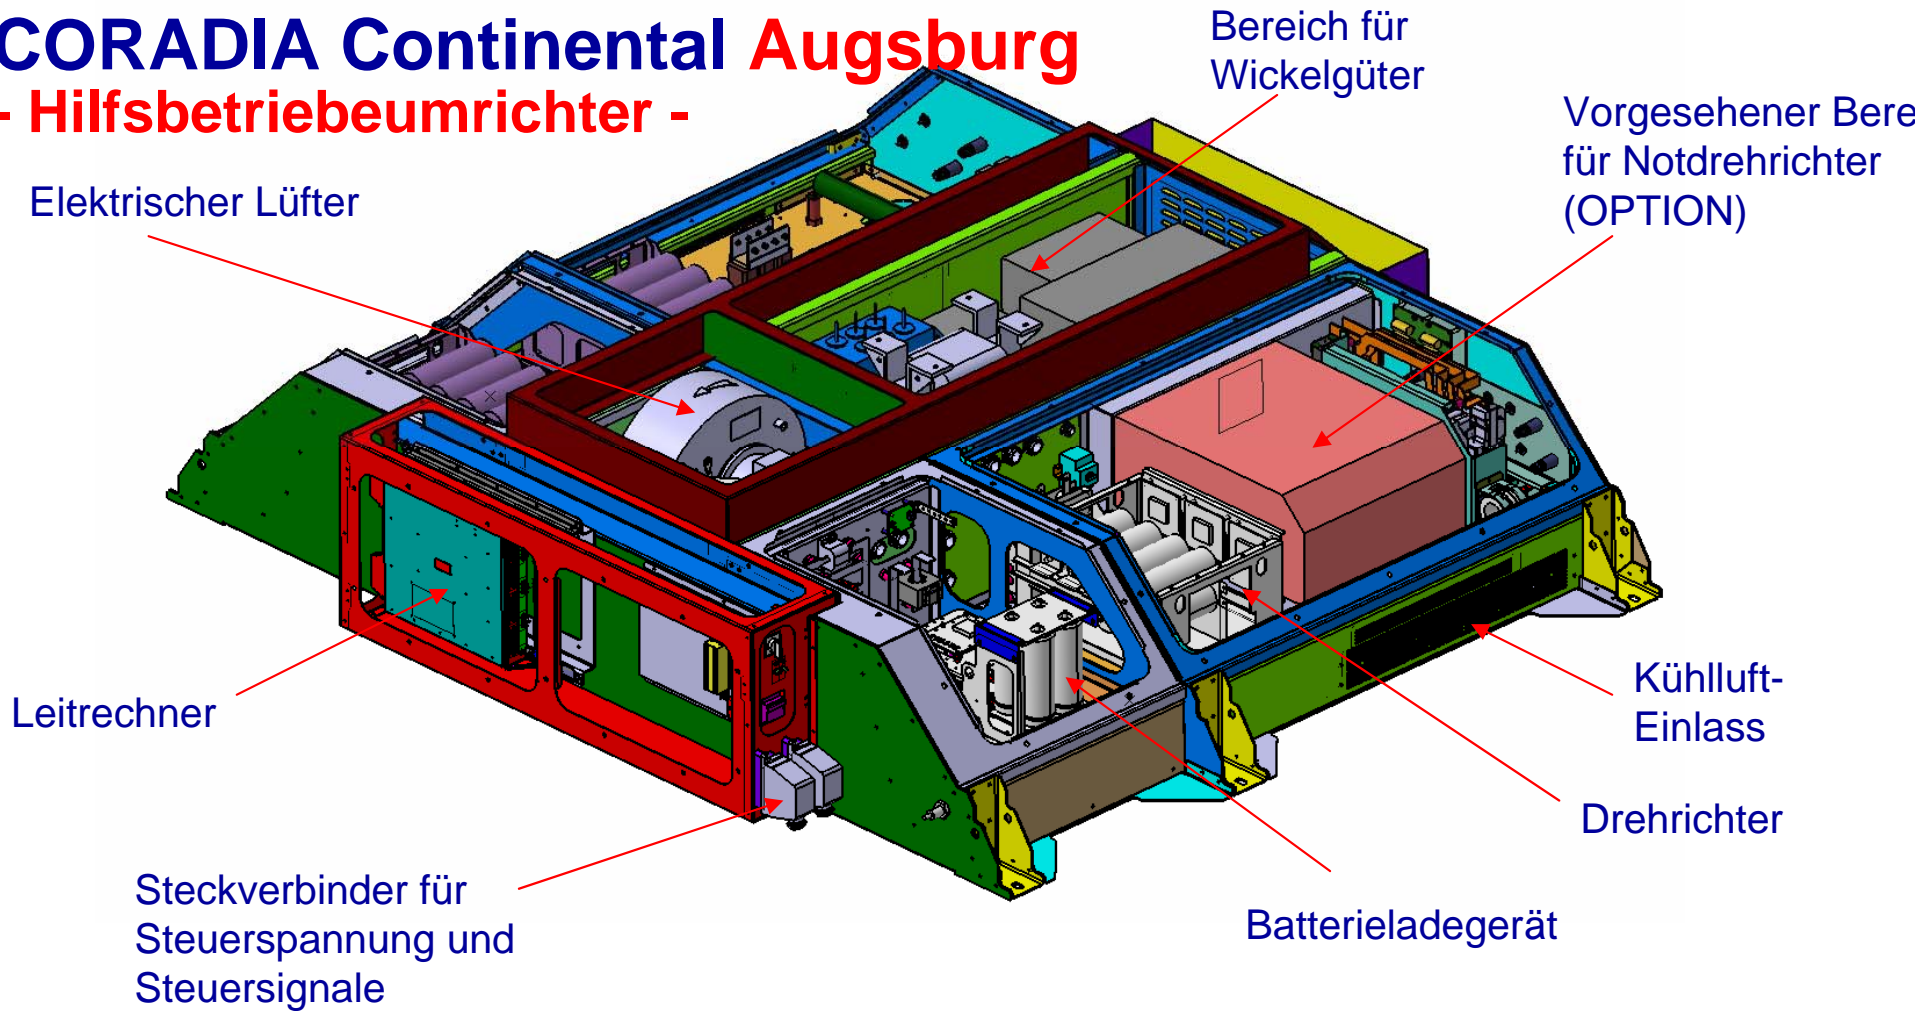 CORADIA Continental Augsburg
- Hilfsbetriebeumrichter -
Bereich für
Wickelgüter
Vorgesehener Bere
für Notdrehrichter
(OPTION)
Elektrischer Lüfter
Leitrechner
Kühlluft-
Einlass
Drehrichter
Batterieladegerät
Steckverbinder für
Steuerspannung und
Steuersignale